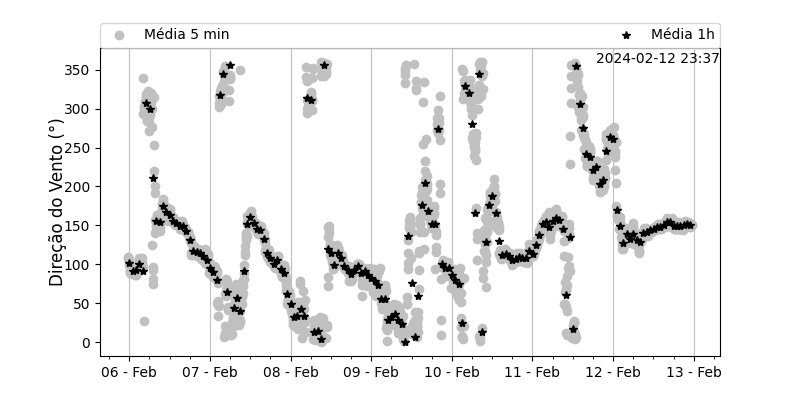 Média 5 min
Média 1h
2024-02-12 23:37
Direção do Vento (°)
350
300
250
200
150
100
50
0
06 - Feb
07 - Feb
08 - Feb
09 - Feb
10 - Feb
11 - Feb
12 - Feb
13 - Feb